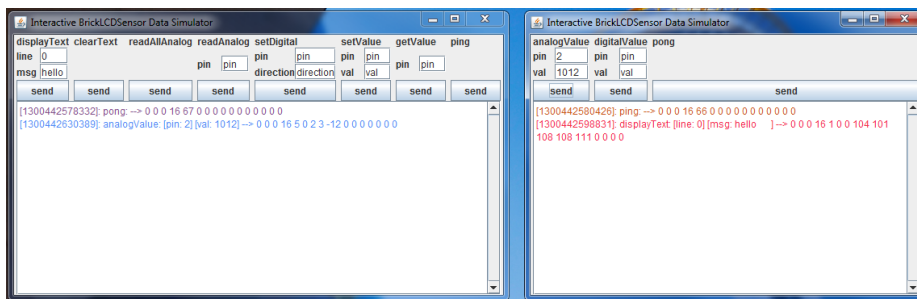 Interactive BrickLCDSensor Data Simulator
displayText clearText readAllAnalog readAnalog setDigital setValue getValue ping
line 0 pin pin pin pin pin pin pin pin
msg hello direction direction val val
send send send send send send send send
[1300442578332]: pong: --> 0 0 0 16 67 0 0 0 0 0 0 0 0 0 0 0
[1300442630389]: analogValue: [pin: 2] [val: 1012] --> 0 0 0 16 5 0 2 3 -12 0 0 0 0 0 0 0
Interactive BrickLCDSensor Data Simulator
analogValue digitalValue pong
pin 2 pin pin
val 1012 val val
send send send
[1300442580426]: ping: --> 0 0 0 16 66 0 0 0 0 0 0 0 0 0 0 0
[1300442598831]: displayText: [line: 0] [msg: hello ] --> 0 0 0 16 1 0 0 104 101
108 108 111 0 0 0 0